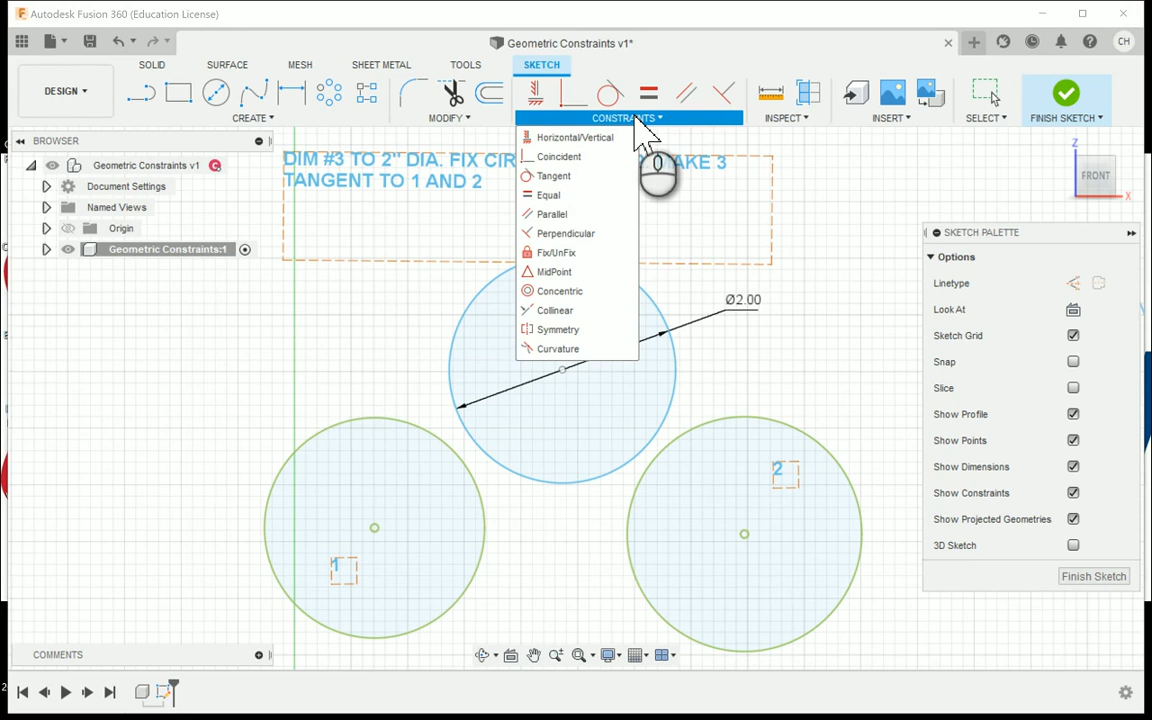 Autodesk Fusion 360 (Education License)
Geometric Constraints v1*
CH
DESIGN
SOLID
SURFACE
MESH
SHEET METAL
TOOLS
SKETCH
CREATE
MODIFY
CONSTRAINTS
INSPECT
INSERT
SELECT
FINISH SKETCH
BROWSER
Geometric Constraints v1
Document Settings
Named Views
Origin
Geometric Constraints:1
DIM #3 TO 2" DIA. FIX CIR AKE 3
TANGENT TO 1 AND 2
Horizontal/Vertical
Coincident
Tangent
Equal
Parallel
Perpendicular
Fix/UnFix
MidPoint
Concentric
Collinear
Symmetry
Curvature
Ø2.00
1
2
Z
FRONT
X
SKETCH PALETTE
Options
Linetype
Look At
Sketch Grid
Snap
Slice
Show Profile
Show Points
Show Dimensions
Show Constraints
Show Projected Geometries
3D Sketch
Finish Sketch
COMMENTS